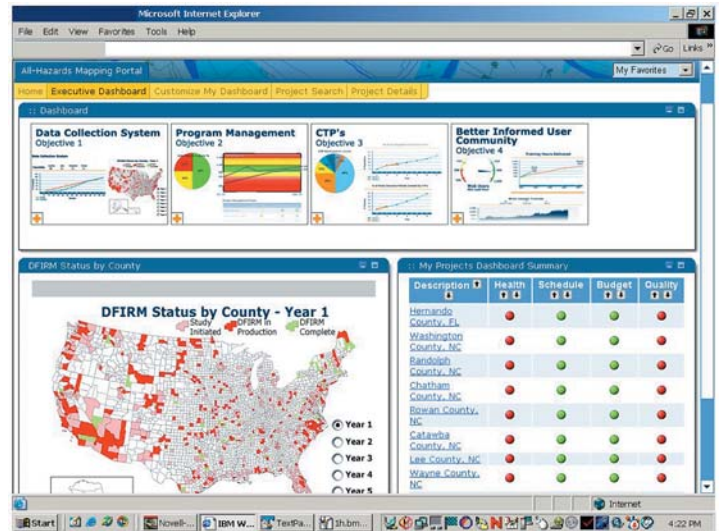 Microsoft Internet Explorer
File Edit View Favorites Tools Help
Go Links »
All-Hazards Mapping Portal
My Favorites
Home Executive Dashboard Customize My Dashboard Project Search Project Details
:: Dashboard
Data Collection System
Objective 1
Program Management
Objective 2
CTP's
Objective 3
Better Informed User
Community
Objective 4
DFIRM Status by County
DFIRM Status by County - Year 1
Study
Initiated
DFIRM in
Production
DFIRM
Complete
Year 1
Year 2
Year 3
Year 4
Year 5
:: My Projects Dashboard Summary
Description Health Schedule Budget Quality
Hernando
County, FL
Washington
County, NC
Randolph
County, NC
Chatham
County, NC
Rowan County,
NC
Catawba
County, NC
Lee County, NC
Wayne County,
NC
Internet
Start Novell-... IBM W... TextPa... 1h.bm... 4:22 PM